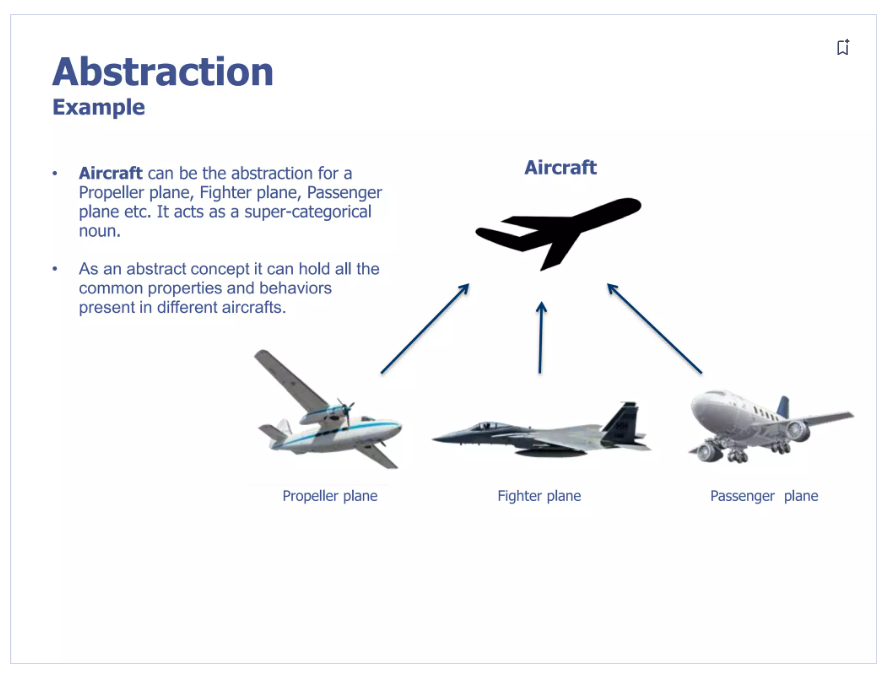 Abstraction
Example
• Aircraft can be the abstraction for a
Propeller plane, Fighter plane, Passenger
plane etc. It acts as a super-categorical
noun.
• As an abstract concept it can hold all the
common properties and behaviors
present in different aircrafts.
Aircraft
Propeller plane
Fighter plane
Passenger plane